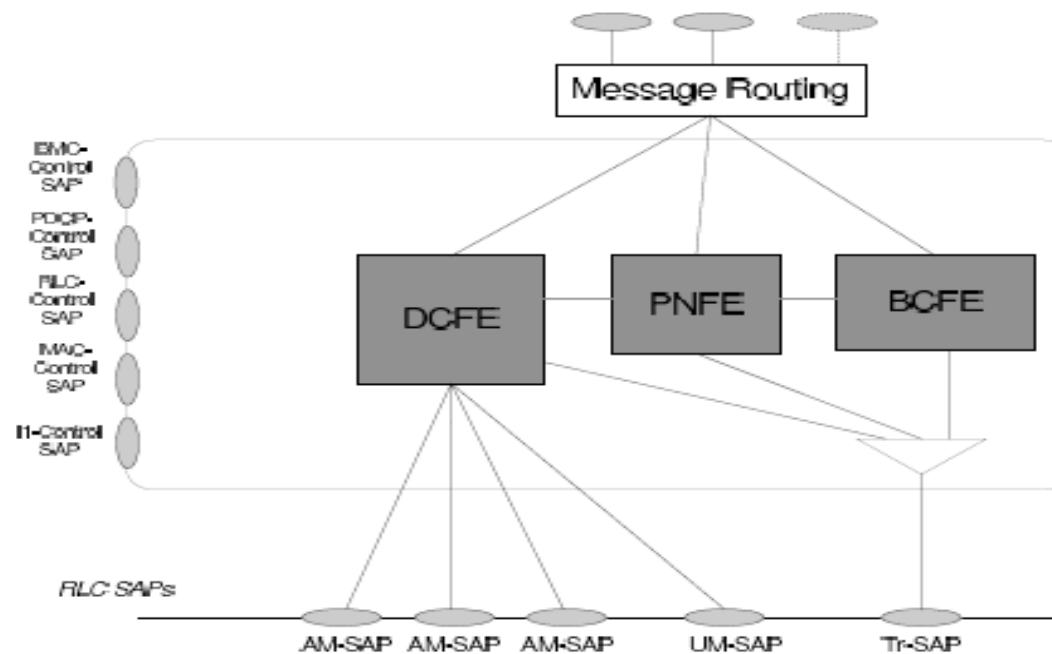 Message Routing
BMC-
Control
SAP
PDCP-
Control
SAP
RLC-
Control
SAP
MAC-
Control
SAP
l1-Control
SAP
DCFE
PNFE
BCFE
RLC SAPs
AM-SAP AM-SAP AM-SAP UM-SAP Tr-SAP